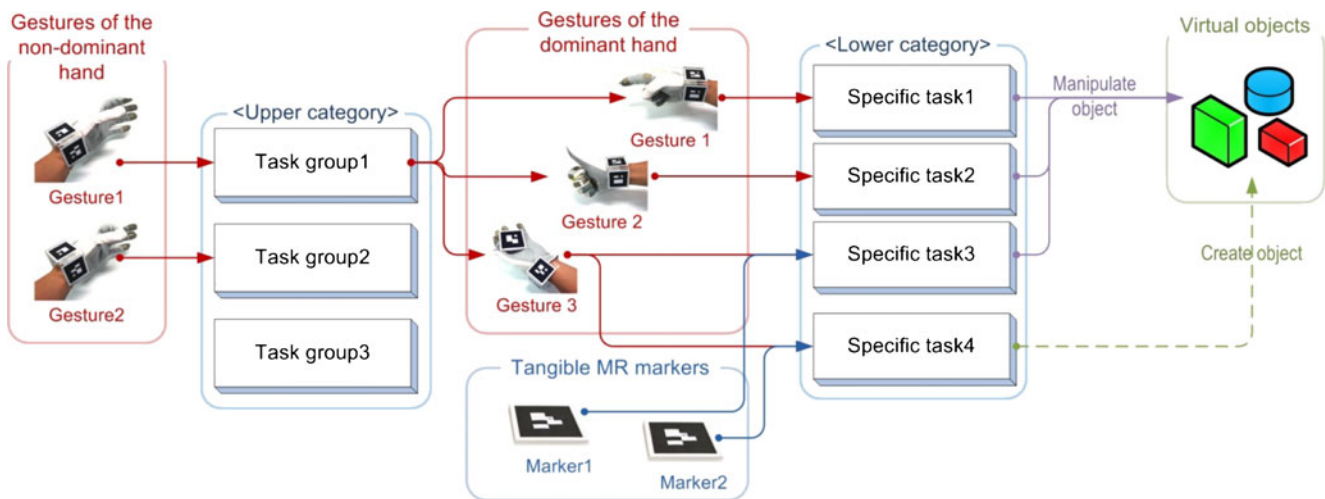 Gestures of the
non-dominant
hand
Gesture1
Gesture2
<Upper category>
Task group1
Task group2
Task group3
Gestures of the
dominant hand
Gesture 1
Gesture 2
Gesture 3
Tangible MR markers
Marker1
Marker2
<Lower category>
Specific task1
Specific task2
Specific task3
Specific task4
Manipulate
object
Create object
Virtual objects